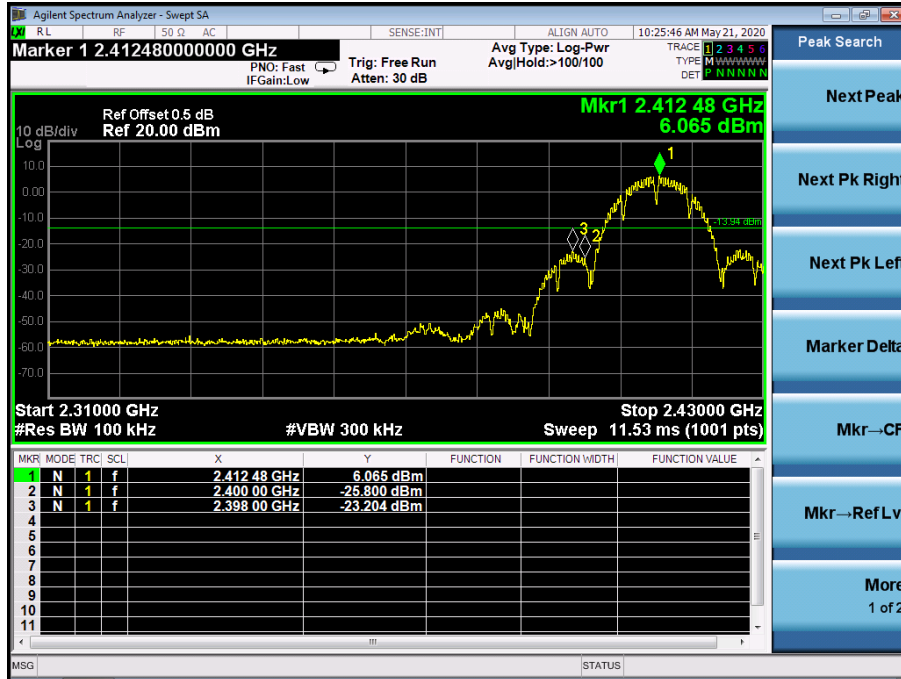 Agilent Spectrum Analyzer - Swept SA
LXI RL RF 50 Ω AC SENSE:INT ALIGN AUTO 10:25:46 AM May 21, 2020
Marker 1 2.412480000000 GHz
PNO: Fast
IFGain:Low
Trig: Free Run
Atten: 30 dB
Avg Type: Log-Pwr
Avg|Hold:>100/100
TRACE 1 2 3 4 5 6
TYPE M WWWWW
DET P N N N N N
Ref Offset 0.5 dB
Ref 20.00 dBm
10 dB/div
Log
Mkr1 2.412 48 GHz
6.065 dBm
10.0
0.00
-10.0
-20.0
-30.0
-40.0
-50.0
-60.0
-70.0
1
-13.94 dBm
3
2
Start 2.31000 GHz Stop 2.43000 GHz
#Res BW 100 kHz #VBW 300 kHz Sweep 11.53 ms (1001 pts)
MKR MODE TRC SCL X Y FUNCTION FUNCTION WIDTH FUNCTION VALUE
1 N 1 f 2.412 48 GHz 6.065 dBm
2 N 1 f 2.400 00 GHz -25.800 dBm
3 N 1 f 2.398 00 GHz -23.204 dBm
4
5
6
7
8
9
10
11
MSG STATUS
Peak Search
Next Peak
Next Pk Right
Next Pk Left
Marker Delta
Mkr→CF
Mkr→Ref Lv
More
1 of 2